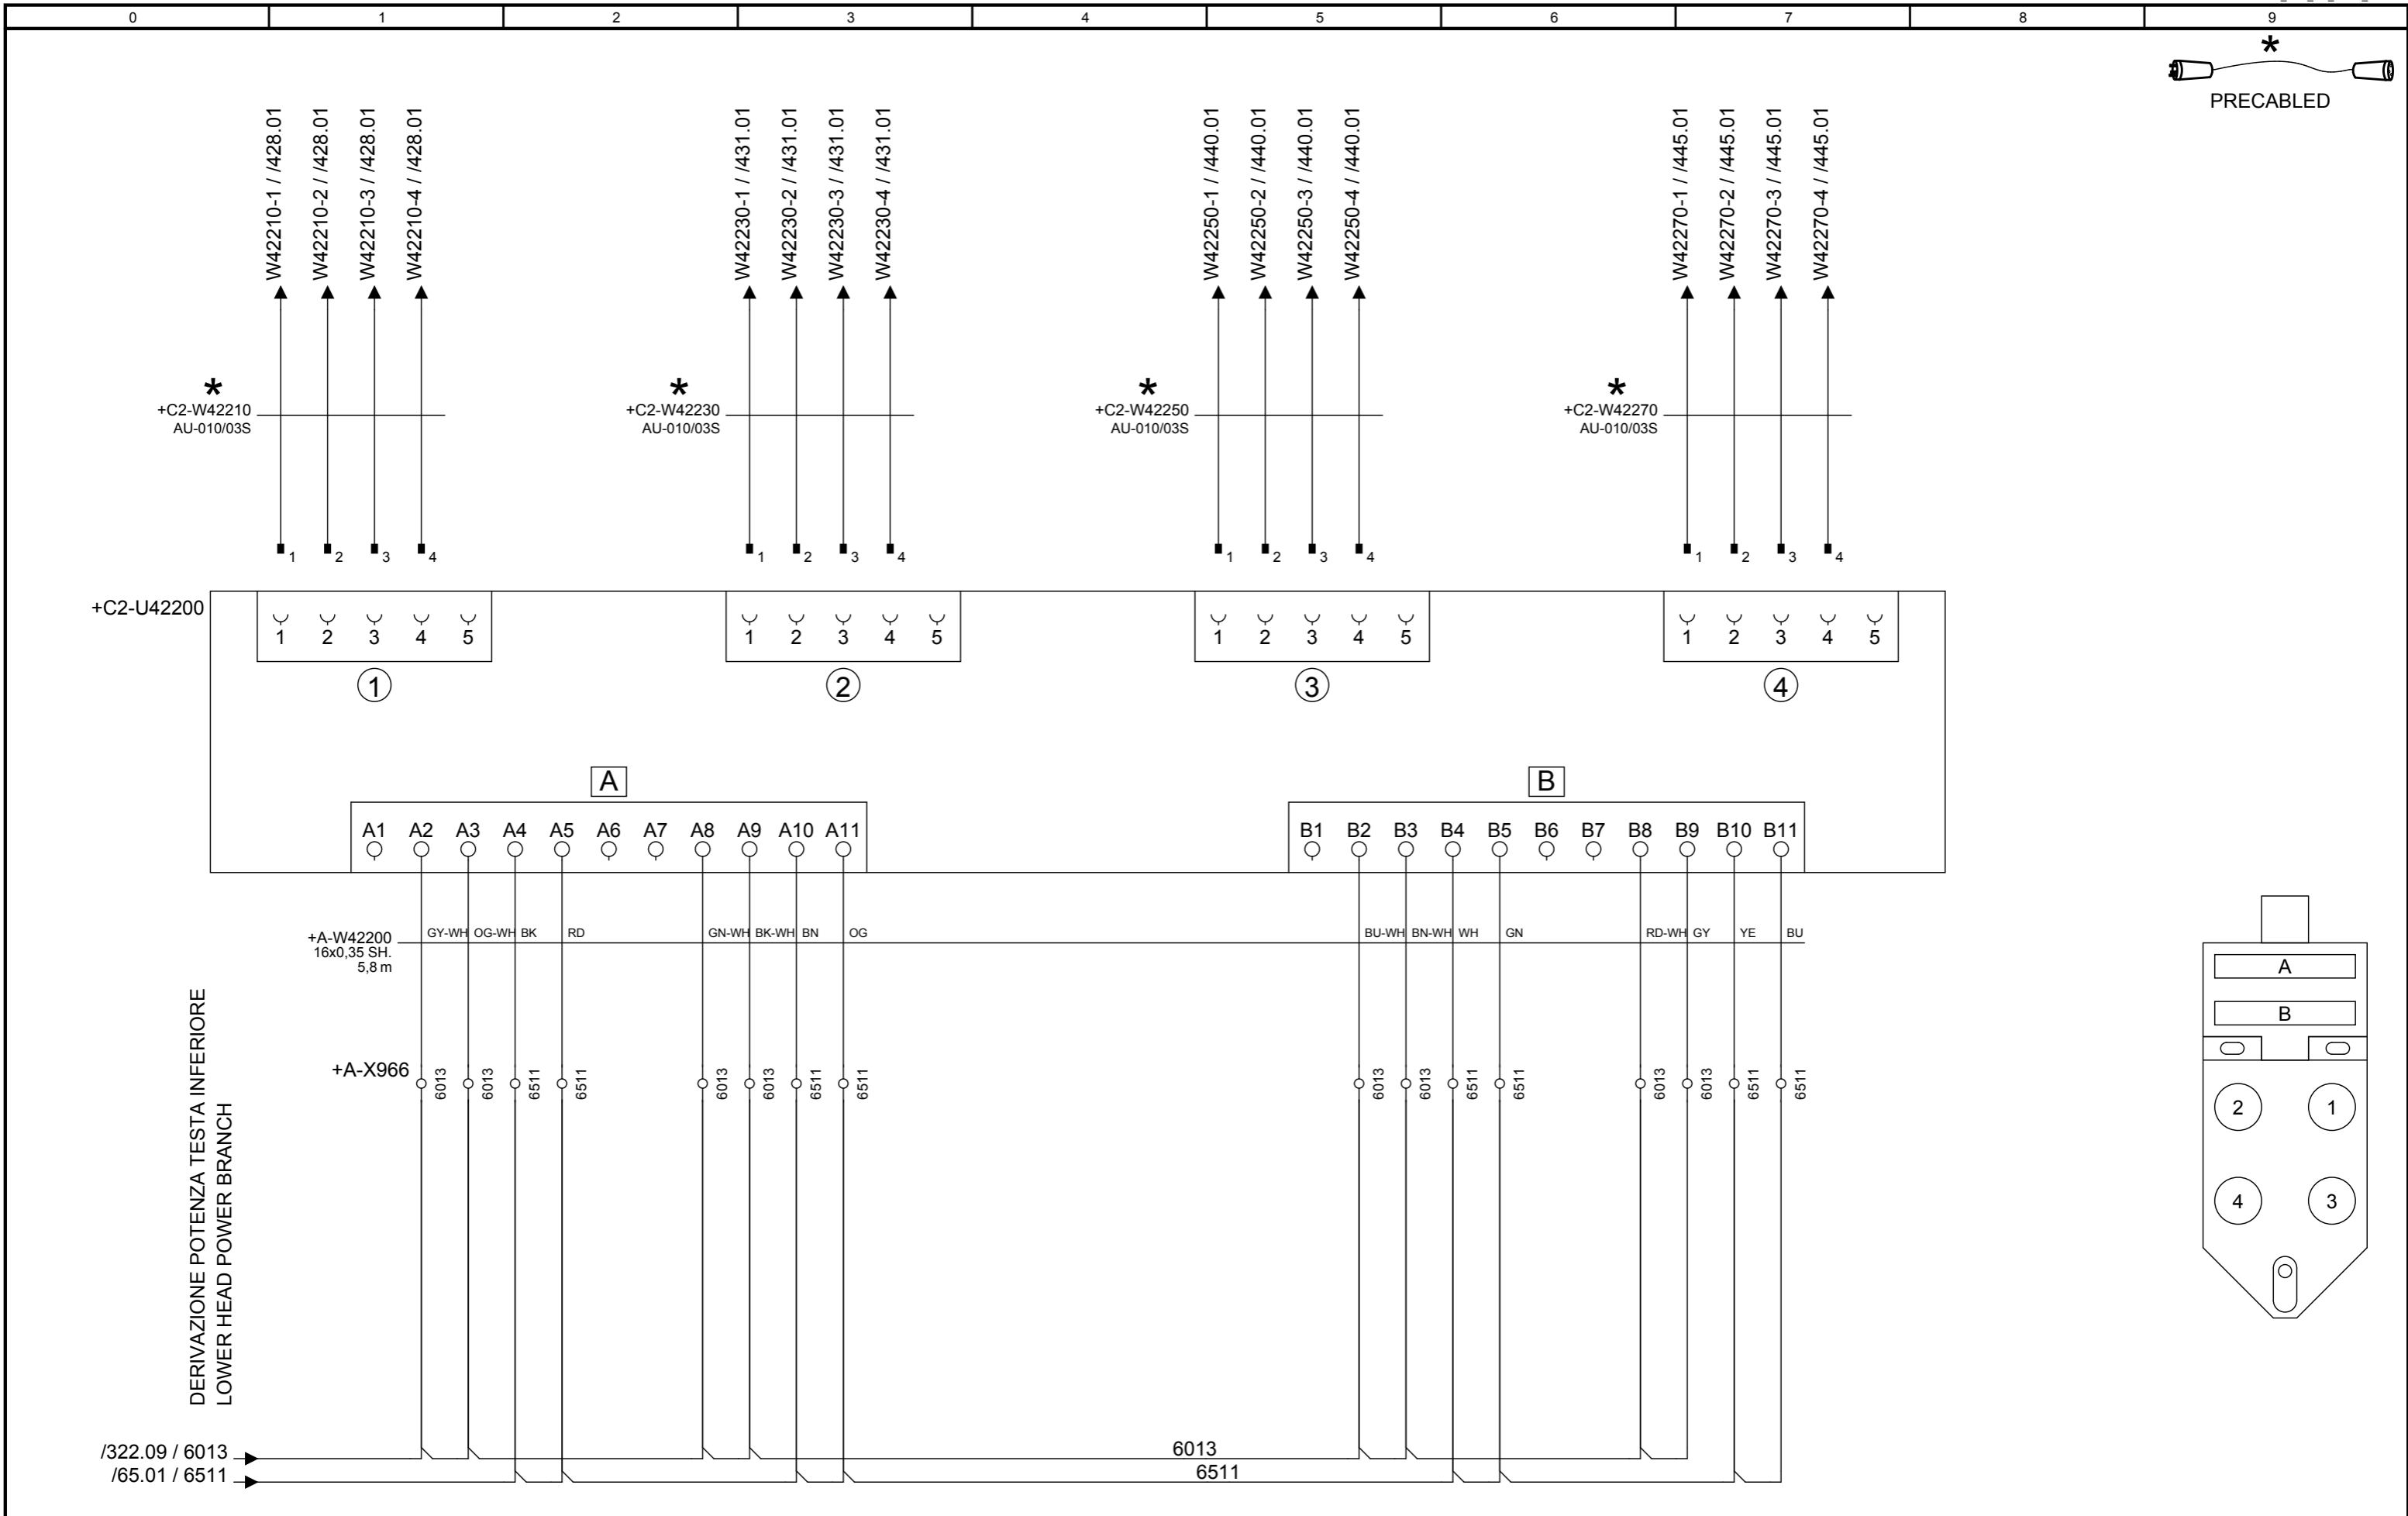 0 1 2 3 4 5 6 7 8 9
*
PRECABLED
W42210-1 / /428.01
W42210-2 / /428.01
W42210-3 / /428.01
W42210-4 / /428.01
W42230-1 / /431.01
W42230-2 / /431.01
W42230-3 / /431.01
W42230-4 / /431.01
W42250-1 / /440.01
W42250-2 / /440.01
W42250-3 / /440.01
W42250-4 / /440.01
W42270-1 / /445.01
W42270-2 / /445.01
W42270-3 / /445.01
W42270-4 / /445.01
*
+C2-W42210
AU-010/03S
*
+C2-W42230
AU-010/03S
*
+C2-W42250
AU-010/03S
*
+C2-W42270
AU-010/03S
1 2 3 4
1 2 3 4
1 2 3 4
1 2 3 4
+C2-U42200
1 2 3 4 5
1 2 3 4 5
1 2 3 4 5
1 2 3 4 5
1
2
3
4
A
B
A1 A2 A3 A4 A5 A6 A7 A8 A9 A10 A11
B1 B2 B3 B4 B5 B6 B7 B8 B9 B10 B11
+A-W42200
16x0,35 SH.
5,8 m
GY-WH OG-WH BK RD GN-WH BK-WH BN OG
BU-WH BN-WH WH GN RD-WH GY YE BU
+A-X966
6013 6013 6511 6511 6013 6013 6511 6511
6013 6013 6511 6511 6013 6013 6511 6511
DERIVAZIONE POTENZA TESTA INFERIORE
LOWER HEAD POWER BRANCH
/322.09 / 6013
/65.01 / 6511
6013
6511
A
B
2 1
4 3